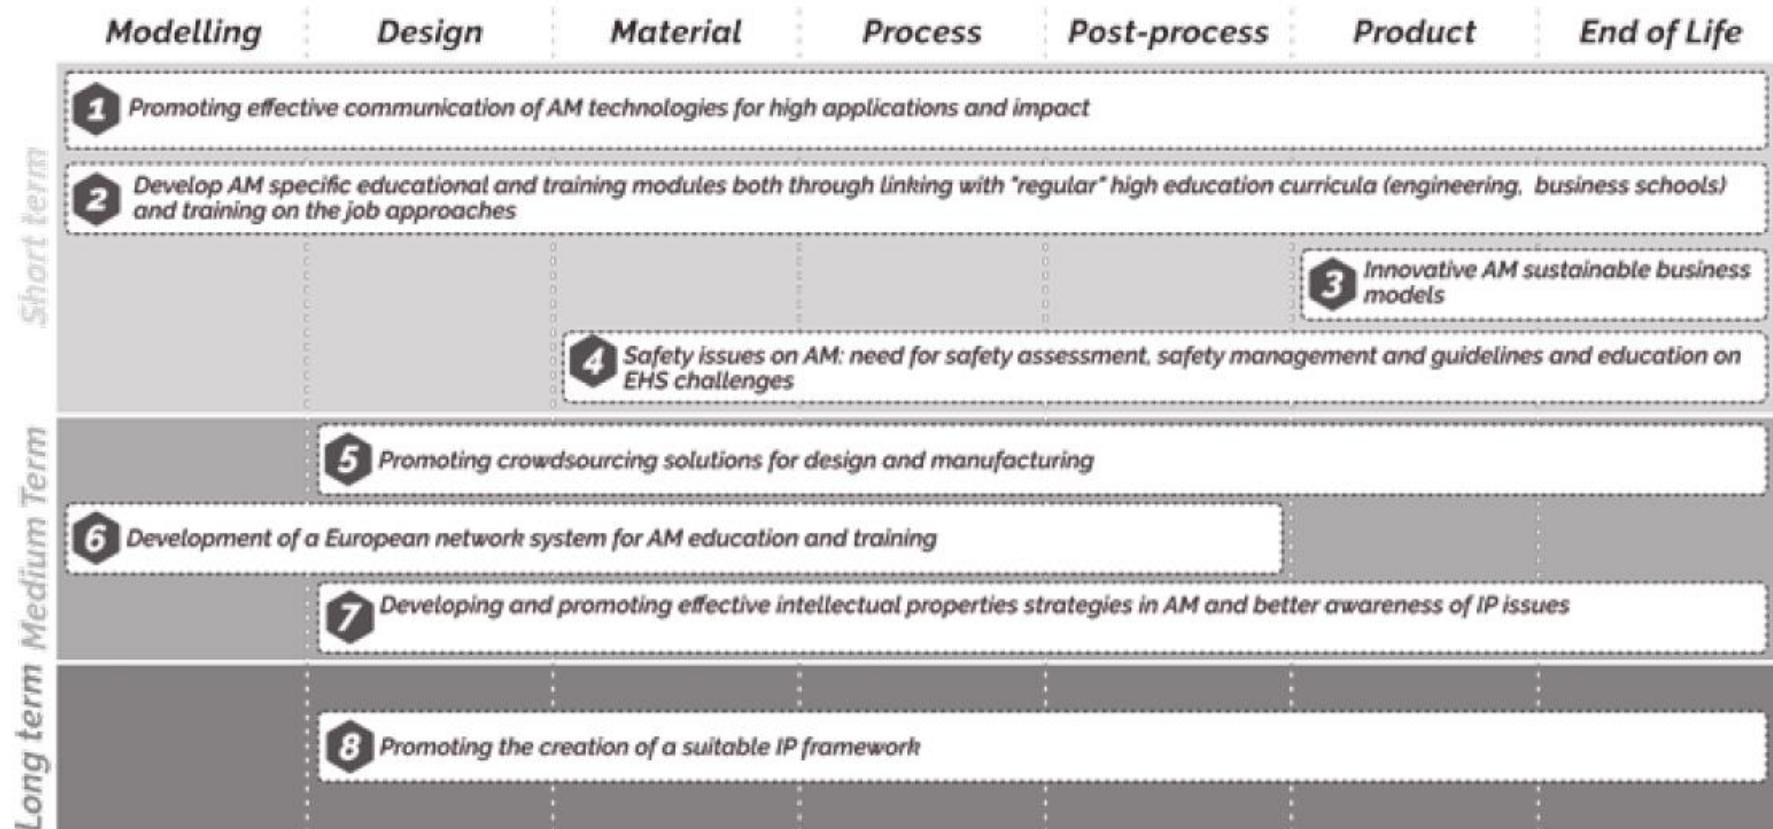 Modelling Design Material Process Post-process Product End of Life
Short term
1 Promoting effective communication of AM technologies for high applications and impact
2 Develop AM specific educational and training modules both through linking with "regular" high education curricula (engineering, business schools)
and training on the job approaches
3 Innovative AM sustainable business
models
4 Safety issues on AM: need for safety assessment, safety management and guidelines and education on
EHS challenges
Medium Term
5 Promoting crowdsourcing solutions for design and manufacturing
6 Development of a European network system for AM education and training
7 Developing and promoting effective intellectual properties strategies in AM and better awareness of IP issues
Long term
8 Promoting the creation of a suitable IP framework